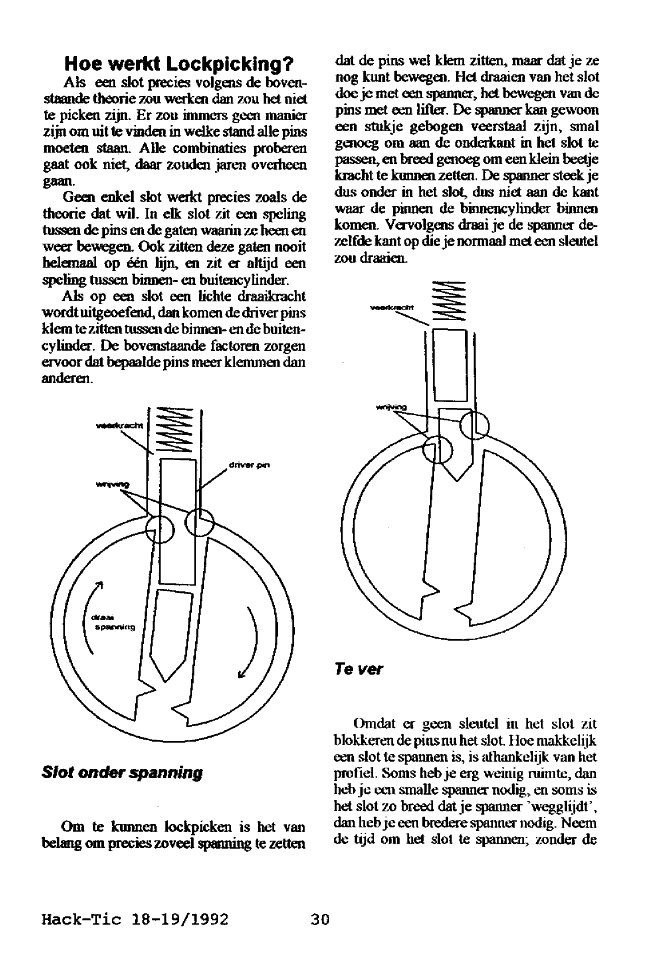 Hoe werkt Lockpicking?
Als een slot precies volgens de boven-
staande theorie zou werken dan zou het niet
te picken zijn. Er zou immers geen manier
zijn om uit te vinden in welke stand alle pins
moeten staan. Alle combinaties proberen
gaat ook niet, daar zouden jaren overheen
gaan.
Geen enkel slot werkt precies zoals de
theorie dat wil. In elk slot zit een speling
tussen de pins en de gaten waarin ze heen en
weer bewegen. Ook zitten deze gaten nooit
helemaal op één lijn, en zit er altijd een
speling tussen binnen- en buitencylinder.
Als op een slot een lichte draaikracht
wordt uitgeoefend, dan komen de driver pins
klem te zitten tussen de binnen- en de buiten-
cylinder. De bovenstaande factoren zorgen
ervoor dat bepaalde pins meer klemmen dan
anderen.
veerkracht
driver pin
wrijving
draai
spanning
Slot onder spanning
Om te kunnen lockpicken is het van
belang om precies zoveel spanning te zetten
dat de pins wel klem zitten, maar dat je ze
nog kunt bewegen. Het draaien van het slot
doe je met een spanner, het bewegen van de
pins met een lifter. De spanner kan gewoon
een stukje gebogen veerstaal zijn, smal
genoeg om aan de onderkant in het slot te
passen, en breed genoeg om een klein beetje
kracht te kunnen zetten. De spanner steek je
dus onder in het slot, dus niet aan de kant
waar de pinnen de binnencylinder binnen
komen. Vervolgens draai je de spanner de-
zelfde kant op die je normaal met een sleutel
zou draaien.
veerkracht
wrijving
Te ver
Omdat er geen sleutel in het slot zit
blokkeren de pins nu het slot. Hoe makkelijk
een slot te spannen is, is afhankelijk van het
profiel. Soms heb je erg weinig ruimte, dan
heb je een smalle spanner nodig, en soms is
het slot zo breed dat je spanner `wegglijdt',
dan heb je een bredere spanner nodig. Neem
de tijd om het slot te spannen; zonder de
Hack-Tic 18-19/1992
30